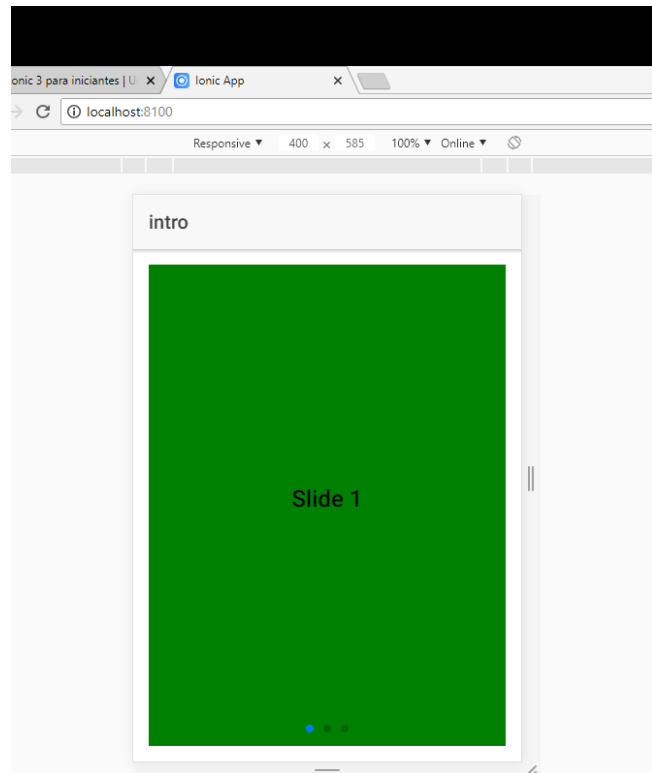 onic 3 para iniciantes | U
Ionic App
localhost:8100
Responsive ▼ 400 x 585 100% ▼ Online ▼
intro
Slide 1